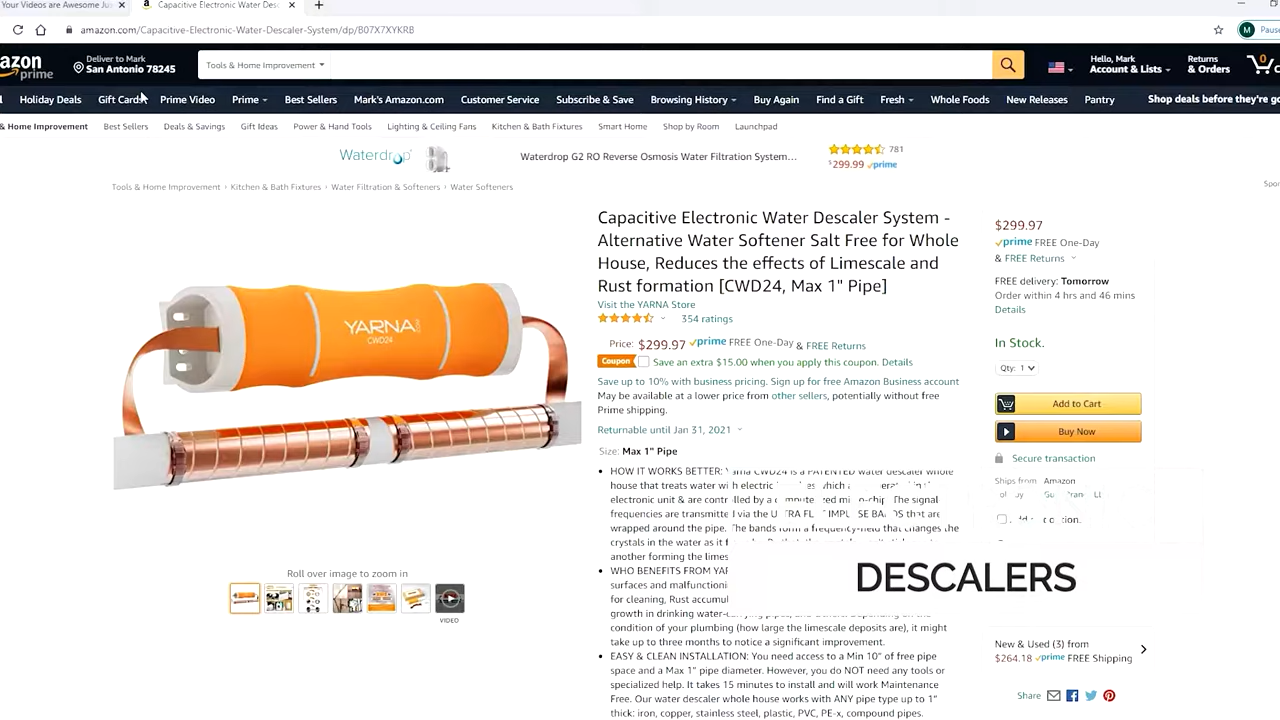 Your Videos are Awesome Ju
Capacitive Electronic Water Desc
amazon.com/Capacitive-Electronic-Water-Descaler-System/dp/B07X7XYKRB
M
Pause
azon
prime
Deliver to Mark
San Antonio 78245
Tools & Home Improvement
Hello, Mark
Account & Lists
Returns
& Orders
0
Holiday Deals
Gift Cards
Prime Video
Prime
Best Sellers
Mark's Amazon.com
Customer Service
Subscribe & Save
Browsing History
Buy Again
Find a Gift
Fresh
Whole Foods
New Releases
Pantry
Shop deals before they're go
& Home Improvement
Best Sellers
Deals & Savings
Gift Ideas
Power & Hand Tools
Lighting & Ceiling Fans
Kitchen & Bath Fixtures
Smart Home
Shop by Room
Launchpad
Waterdrop
Waterdrop G2 RO Reverse Osmosis Water Filtration System...
781
$299.99 prime
Tools & Home Improvement › Kitchen & Bath Fixtures › Water Filtration & Softeners › Water Softeners
Spor
YARNA
CWD24
Roll over image to zoom in
VIDEO
Capacitive Electronic Water Descaler System -
Alternative Water Softener Salt Free for Whole
House, Reduces the effects of Limescale and
Rust formation [CWD24, Max 1" Pipe]
Visit the YARNA Store
354 ratings
Price: $299.97 prime FREE One-Day & FREE Returns
Coupon Save an extra $15.00 when you apply this coupon. Details
Save up to 10% with business pricing. Sign up for free Amazon Business account
May be available at a lower price from other sellers, potentially without free
Prime shipping.
Returnable until Jan 31, 2021
Size: Max 1" Pipe
HOW IT WORKS BETTER: Yarna CWD24 is a PATENTED water descaler whole
house that treats water with electric which
electronic unit & are The signal
frequencies are transmitted via the that are
wrapped around the pipe. The bands form a frequency-field that changes the
crystals in the water as it
another forming the limes
WHO BENEFITS FROM YAR
surfaces and malfunctioni
for cleaning, Rust accumul
growth in drinking water-carrying pipes,
condition of your plumbing (how large the limescale deposits are), it might
take up to three months to notice a significant improvement.
EASY & CLEAN INSTALLATION: You need access to a Min 10" of free pipe
space and a Max 1" pipe diameter. However, you do NOT need any tools or
specialized help. It takes 15 minutes to install and will work Maintenance
Free. Our water descaler whole house works with ANY pipe type up to 1"
thick: iron, copper, stainless steel, plastic, PVC, PE-x, compound pipes.
DESCALERS
$299.97
prime FREE One-Day
& FREE Returns
FREE delivery: Tomorrow
Order within 4 hrs and 46 mins
Details
In Stock.
Qty: 1
Add to Cart
Buy Now
Secure transaction
Ships from Amazon
New & Used (3) from
$264.18 prime FREE Shipping
Share